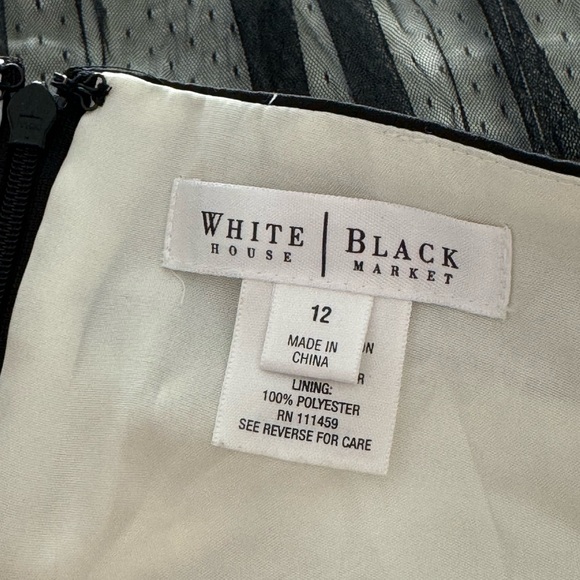 WHITE | BLACK
HOUSE MARKET
12
MADE IN
CHINA
LINING:
100% POLYESTER
RN 111459
SEE REVERSE FOR CARE